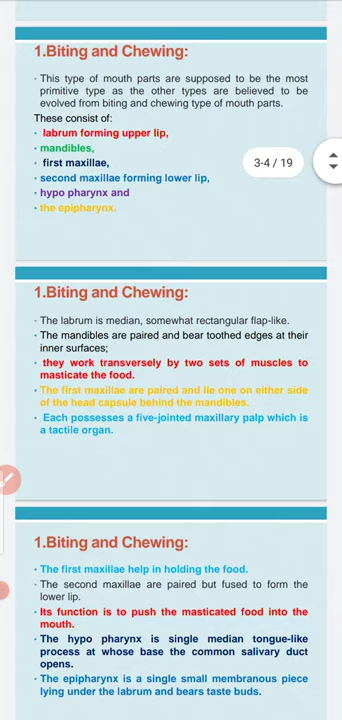 1.Biting and Chewing:
· This type of mouth parts are supposed to be the most
primitive type as the other types are believed to be
evolved from biting and chewing type of mouth parts.
These consist of:
· labrum forming upper lip,
· mandibles,
· first maxillae,
3-4 / 19
· second maxillae forming lower lip,
· hypo pharynx and
· the epipharynx.
1.Biting and Chewing:
· The labrum is median, somewhat rectangular flap-like.
· The mandibles are paired and bear toothed edges at their
inner surfaces;
· they work transversely by two sets of muscles to
masticate the food.
· The first maxillae are paired and lie one on either side
of the head capsule behind the mandibles.
· Each possesses a five-jointed maxillary palp which is
a tactile organ.
1.Biting and Chewing:
· The first maxillae help in holding the food.
· The second maxillae are paired but fused to form the
lower lip.
· Its function is to push the masticated food into the
mouth.
· The hypo pharynx is single median tongue-like
process at whose base the common salivary duct
opens.
· The epipharynx is a single small membranous piece
lying under the labrum and bears taste buds.